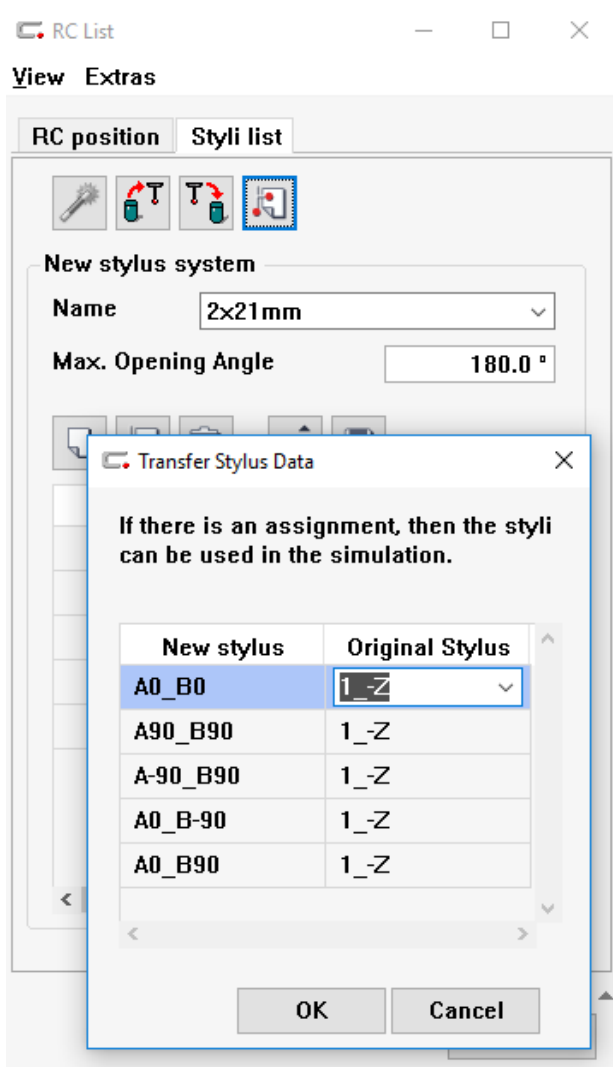 RC List
View Extras
RC position Styli list
New stylus system
Name 2x21mm
Max. Opening Angle 180.0 °
Transfer Stylus Data
If there is an assignment, then the styli
can be used in the simulation.
New stylus Original Stylus
A0_B0 1_-Z
A90_B90 1_-Z
A-90_B90 1_-Z
A0_B-90 1_-Z
A0_B90 1_-Z
OK Cancel